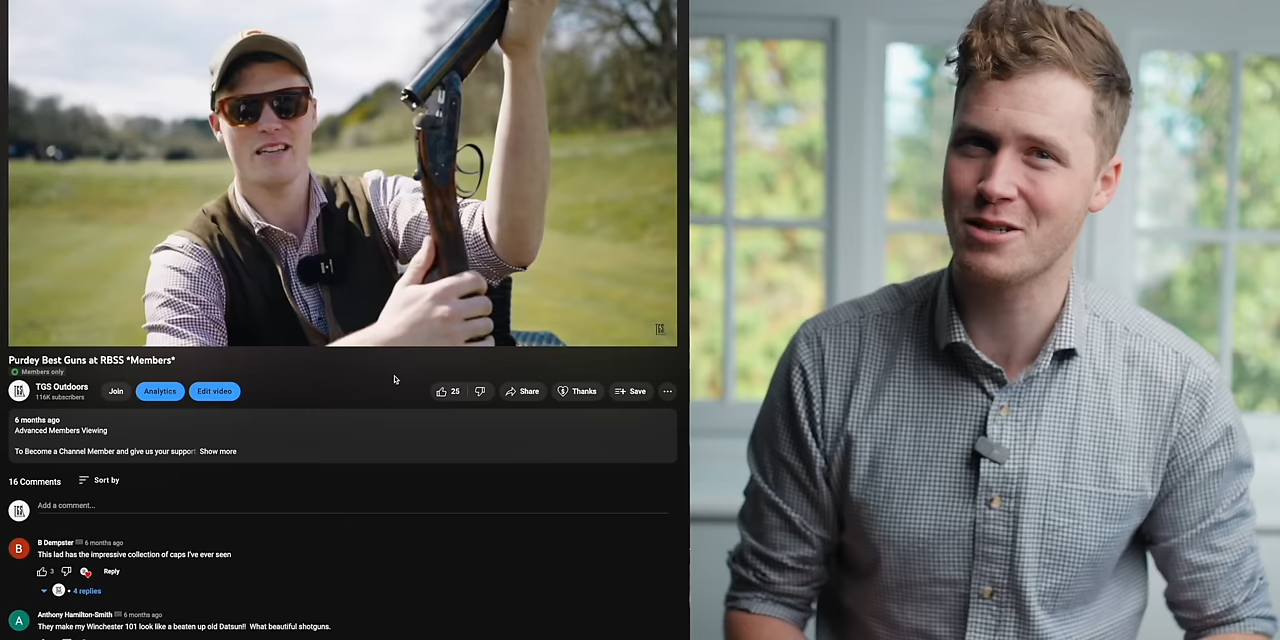 TGS
Purdey Best Guns at RBSS *Members*
Members only
TGS
TGS Outdoors
116K subscribers
Join
Analytics
Edit video
25
Share
Thanks
Save
6 months ago
Advanced Members Viewing
To Become a Channel Member and give us your support Show more
16 Comments
Sort by
TGS
Add a comment...
B
B Dempster 6 months ago
This lad has the impressive collection of caps I've ever seen
3
Reply
4 replies
A
Anthony Hamilton-Smith 6 months ago
They make my Winchester 101 look like a beaten up old Datsun!! What beautiful shotguns.